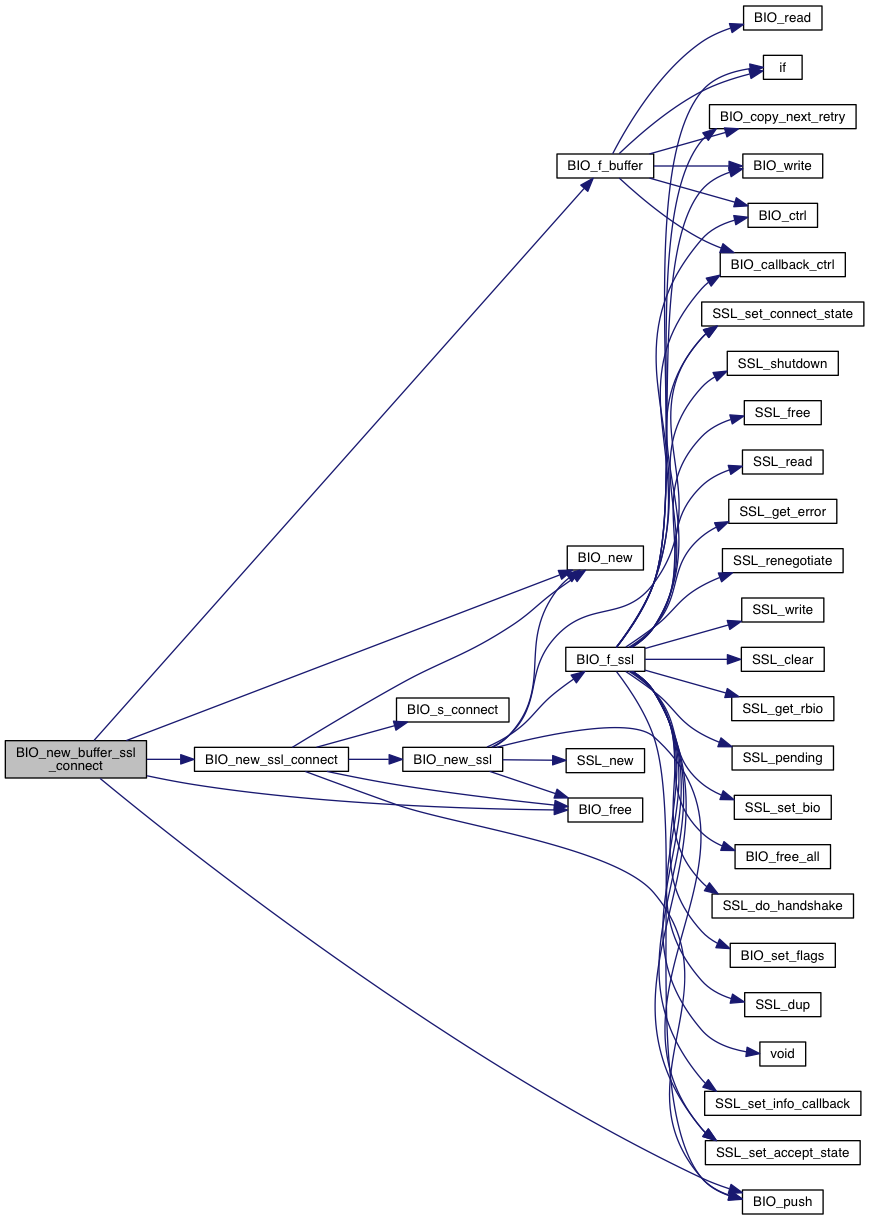 BIO_read
if
BIO_copy_next_retry
BIO_f_buffer
BIO_write
BIO_ctrl
BIO_callback_ctrl
SSL_set_connect_state
SSL_shutdown
SSL_free
SSL_read
SSL_get_error
BIO_new
SSL_renegotiate
SSL_write
BIO_f_ssl
SSL_clear
BIO_s_connect
SSL_get_rbio
BIO_new_buffer_ssl
_connect
BIO_new_ssl_connect
BIO_new_ssl
SSL_new
SSL_pending
BIO_free
SSL_set_bio
BIO_free_all
SSL_do_handshake
BIO_set_flags
SSL_dup
void
SSL_set_info_callback
SSL_set_accept_state
BIO_push